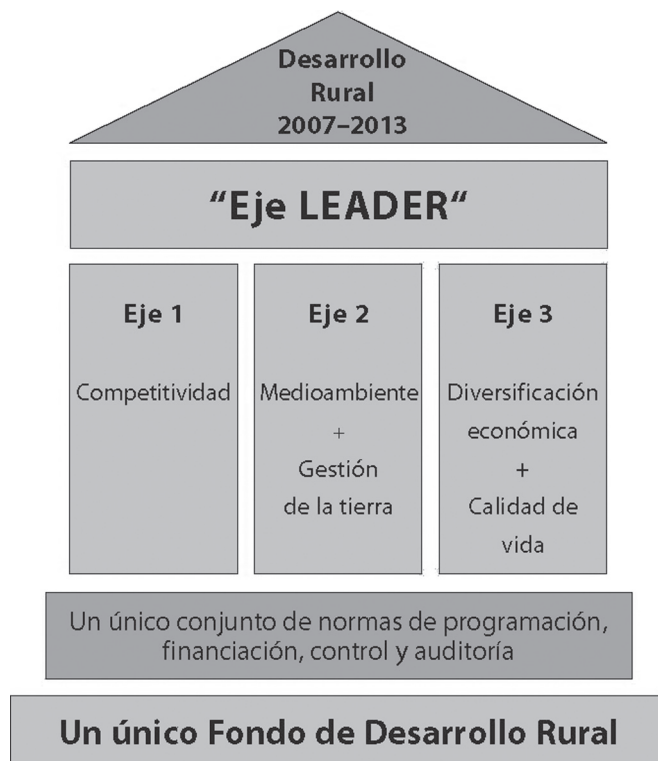 Desarrollo
Rural
2007–2013
“Eje LEADER“
Eje 1
Competitividad
Eje 2
Medioambiente
+
Gestión
de la tierra
Eje 3
Diversificación
económica
+
Calidad de
vida
Un único conjunto de normas de programación,
financiación, control y auditoría
Un único Fondo de Desarrollo Rural